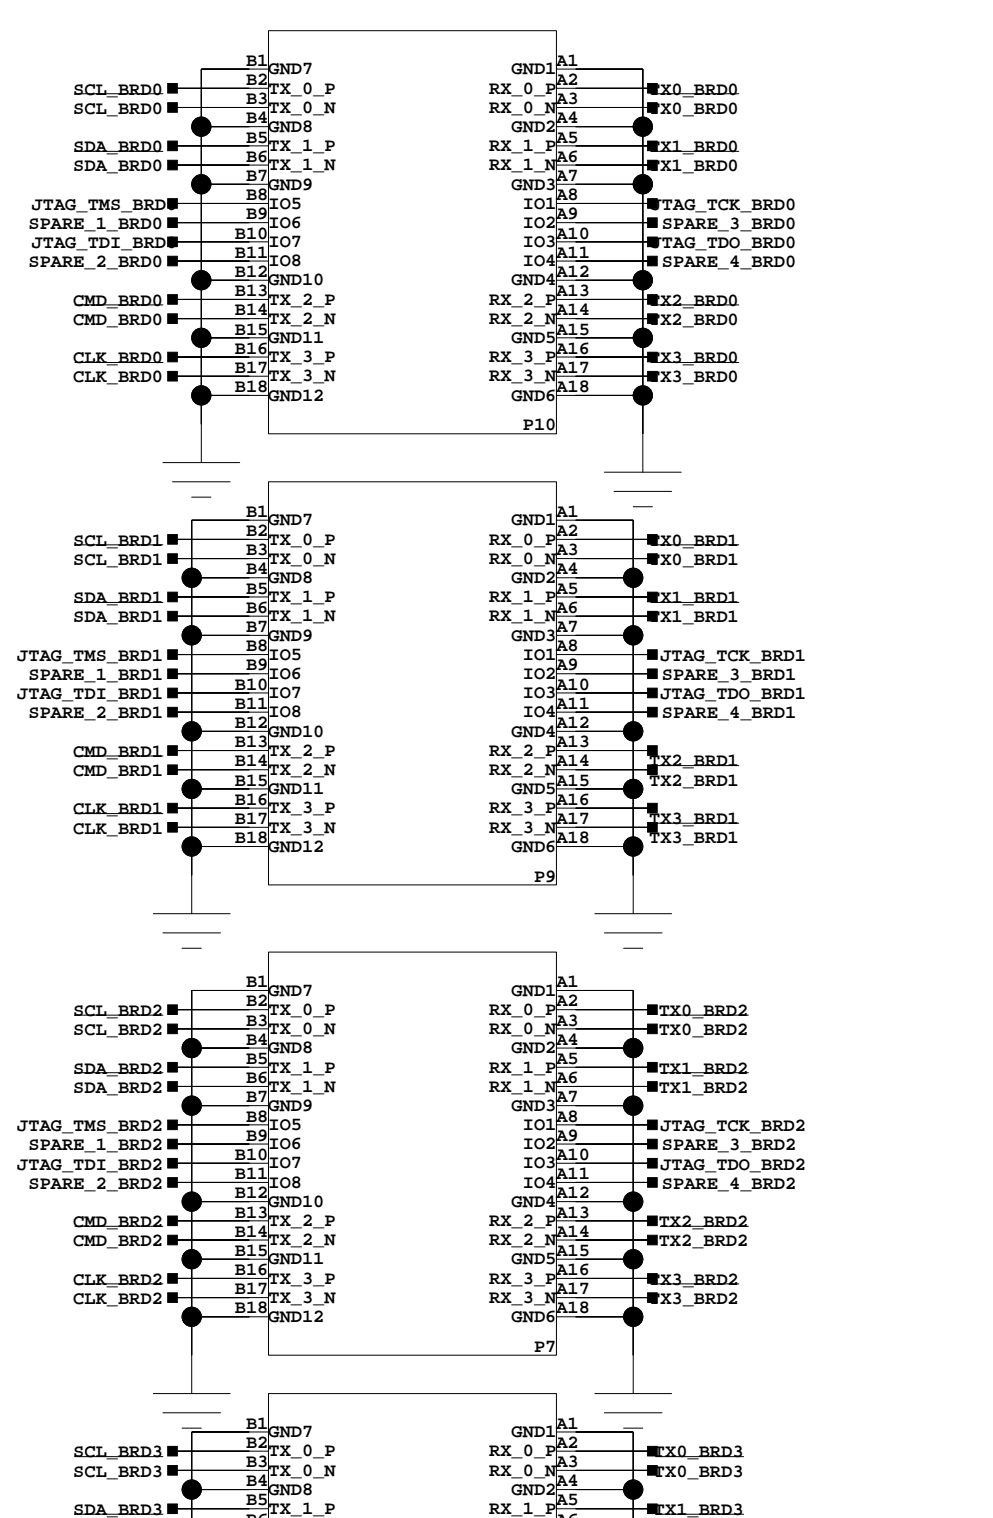 B1 GND7 GND1 A1
SCL_BRD0 B2 TX_0_P RX_0_P A2 TX0_BRD0
SCL_BRD0 B3 TX_0_N RX_0_N A3 TX0_BRD0
B4 GND8 GND2 A4
SDA_BRD0 B5 TX_1_P RX_1_P A5 TX1_BRD0
SDA_BRD0 B6 TX_1_N RX_1_N A6 TX1_BRD0
B7 GND9 GND3 A7
JTAG_TMS_BRD0 B8 IO5 IO1 A8 JTAG_TCK_BRD0
SPARE_1_BRD0 B9 IO6 IO2 A9 SPARE_3_BRD0
JTAG_TDI_BRD0 B10 IO7 IO3 A10 JTAG_TDO_BRD0
SPARE_2_BRD0 B11 IO8 IO4 A11 SPARE_4_BRD0
B12 GND10 GND4 A12
CMD_BRD0 B13 TX_2_P RX_2_P A13 TX2_BRD0
CMD_BRD0 B14 TX_2_N RX_2_N A14 TX2_BRD0
B15 GND11 GND5 A15
CLK_BRD0 B16 TX_3_P RX_3_P A16 TX3_BRD0
CLK_BRD0 B17 TX_3_N RX_3_N A17 TX3_BRD0
B18 GND12 GND6 A18
P10
B1 GND7 GND1 A1
SCL_BRD1 B2 TX_0_P RX_0_P A2 TX0_BRD1
SCL_BRD1 B3 TX_0_N RX_0_N A3 TX0_BRD1
B4 GND8 GND2 A4
SDA_BRD1 B5 TX_1_P RX_1_P A5 TX1_BRD1
SDA_BRD1 B6 TX_1_N RX_1_N A6 TX1_BRD1
B7 GND9 GND3 A7
JTAG_TMS_BRD1 B8 IO5 IO1 A8 JTAG_TCK_BRD1
SPARE_1_BRD1 B9 IO6 IO2 A9 SPARE_3_BRD1
JTAG_TDI_BRD1 B10 IO7 IO3 A10 JTAG_TDO_BRD1
SPARE_2_BRD1 B11 IO8 IO4 A11 SPARE_4_BRD1
B12 GND10 GND4 A12
CMD_BRD1 B13 TX_2_P RX_2_P A13 TX2_BRD1
CMD_BRD1 B14 TX_2_N RX_2_N A14 TX2_BRD1
B15 GND11 GND5 A15
CLK_BRD1 B16 TX_3_P RX_3_P A16 TX3_BRD1
CLK_BRD1 B17 TX_3_N RX_3_N A17 TX3_BRD1
B18 GND12 GND6 A18
P9
B1 GND7 GND1 A1
SCL_BRD2 B2 TX_0_P RX_0_P A2 TX0_BRD2
SCL_BRD2 B3 TX_0_N RX_0_N A3 TX0_BRD2
B4 GND8 GND2 A4
SDA_BRD2 B5 TX_1_P RX_1_P A5 TX1_BRD2
SDA_BRD2 B6 TX_1_N RX_1_N A6 TX1_BRD2
B7 GND9 GND3 A7
JTAG_TMS_BRD2 B8 IO5 IO1 A8 JTAG_TCK_BRD2
SPARE_1_BRD2 B9 IO6 IO2 A9 SPARE_3_BRD2
JTAG_TDI_BRD2 B10 IO7 IO3 A10 JTAG_TDO_BRD2
SPARE_2_BRD2 B11 IO8 IO4 A11 SPARE_4_BRD2
B12 GND10 GND4 A12
CMD_BRD2 B13 TX_2_P RX_2_P A13 TX2_BRD2
CMD_BRD2 B14 TX_2_N RX_2_N A14 TX2_BRD2
B15 GND11 GND5 A15
CLK_BRD2 B16 TX_3_P RX_3_P A16 TX3_BRD2
CLK_BRD2 B17 TX_3_N RX_3_N A17 TX3_BRD2
B18 GND12 GND6 A18
P7
B1 GND7 GND1 A1
SCL_BRD3 B2 TX_0_P RX_0_P A2 TX0_BRD3
SCL_BRD3 B3 TX_0_N RX_0_N A3 TX0_BRD3
B4 GND8 GND2 A4
SDA_BRD3 B5 TX_1_P RX_1_P A5 TX1_BRD3